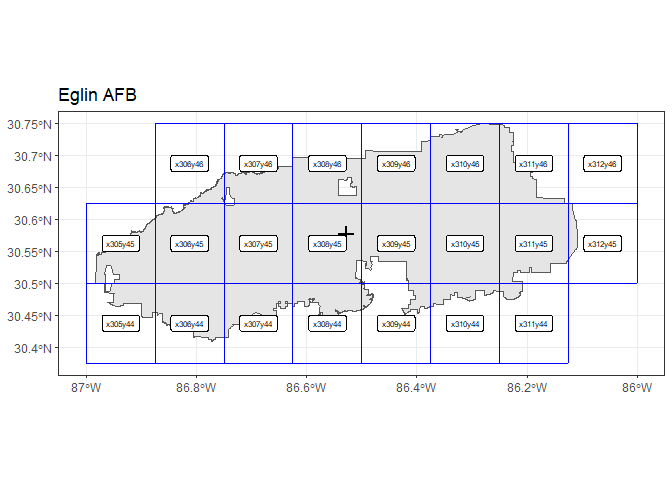 Eglin AFB
30.75°N
30.7°N
x306y46 x307y46 x308y46 x309y46 x310y46 x311y46 x312y46
30.65°N
30.6°N
30.55°N
x305y45 x306y45 x307y45 x308y45 x309y45 x310y45 x311y45 x312y45
30.5°N
30.45°N
x305y44 x306y44 x307y44 x308y44 x309y44 x310y44 x311y44
30.4°N
87°W 86.8°W 86.6°W 86.4°W 86.2°W 86°W